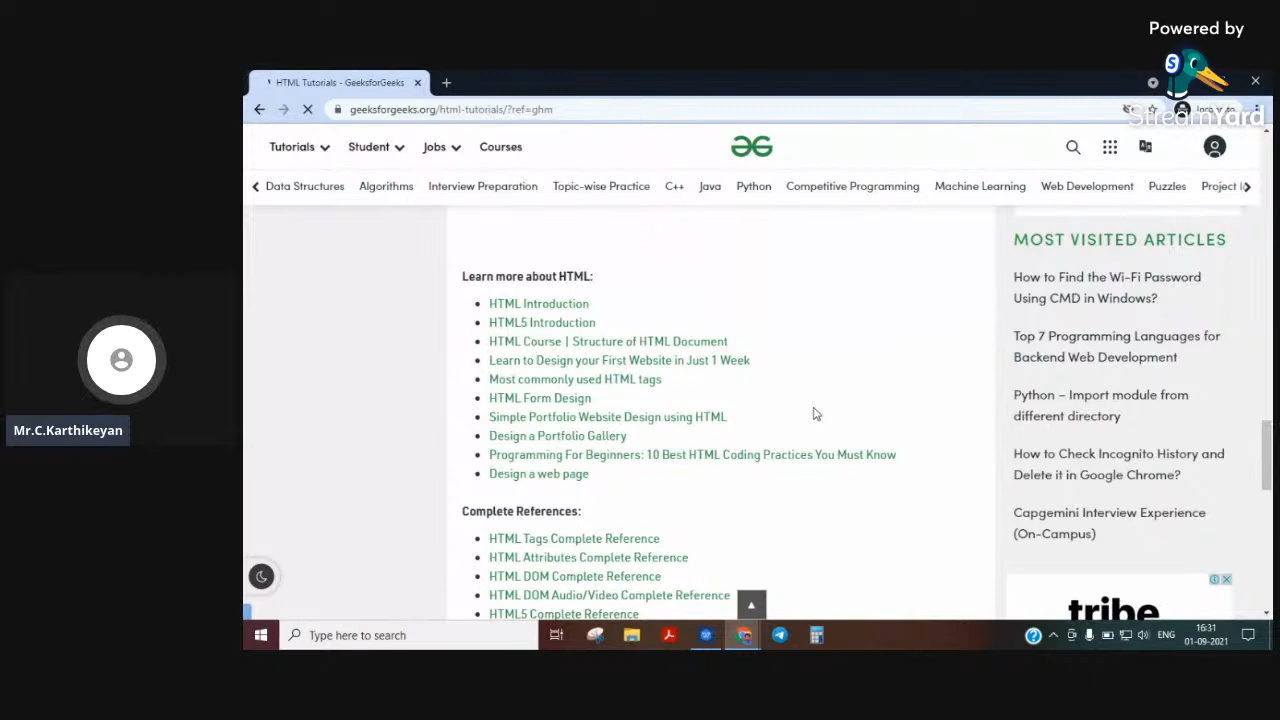 Powered by
S
StreamYard
HTML Tutorials - GeeksforGeeks
geeksforgeeks.org/html-tutorials/?ref=ghm
Tutorials
Student
Jobs
Courses
Data Structures
Algorithms
Interview Preparation
Topic-wise Practice
C++
Java
Python
Competitive Programming
Machine Learning
Web Development
Puzzles
Project
Learn more about HTML:
HTML Introduction
HTML5 Introduction
HTML Course | Structure of HTML Document
Learn to Design your First Website in Just 1 Week
Most commonly used HTML tags
HTML Form Design
Simple Portfolio Website Design using HTML
Design a Portfolio Gallery
Programming For Beginners: 10 Best HTML Coding Practices You Must Know
Design a web page
Complete References:
HTML Tags Complete Reference
HTML Attributes Complete Reference
HTML DOM Complete Reference
HTML DOM Audio/Video Complete Reference
HTML5 Complete Reference
MOST VISITED ARTICLES
How to Find the Wi-Fi Password
Using CMD in Windows?
Top 7 Programming Languages for
Backend Web Development
Python – Import module from
different directory
How to Check Incognito History and
Delete it in Google Chrome?
Capgemini Interview Experience
(On-Campus)
tribe
Mr.C.Karthikeyan
Type here to search
ENG
16:31
01-09-2021